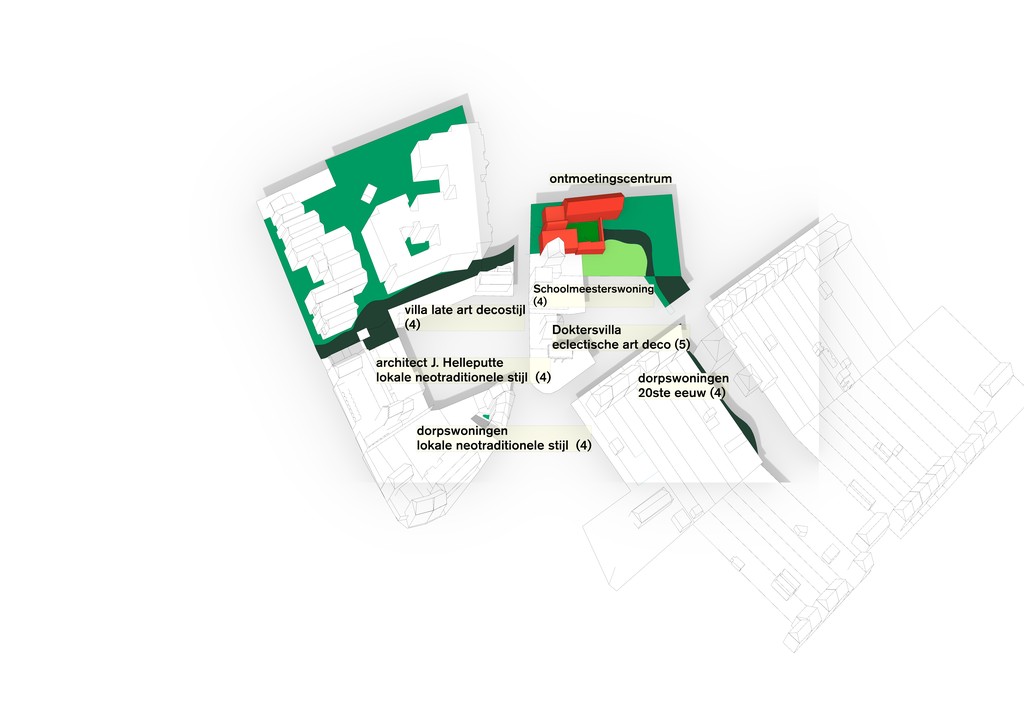 ontmoetingscentrum
Schoolmeesterswoning
(4)
villa late art decostijl
(4)
Doktersvilla
eclectische art deco (5)
architect J. Helleputte
lokale neotraditionele stijl (4)
dorpswoningen
20ste eeuw (4)
dorpswoningen
lokale neotraditionele stijl (4)